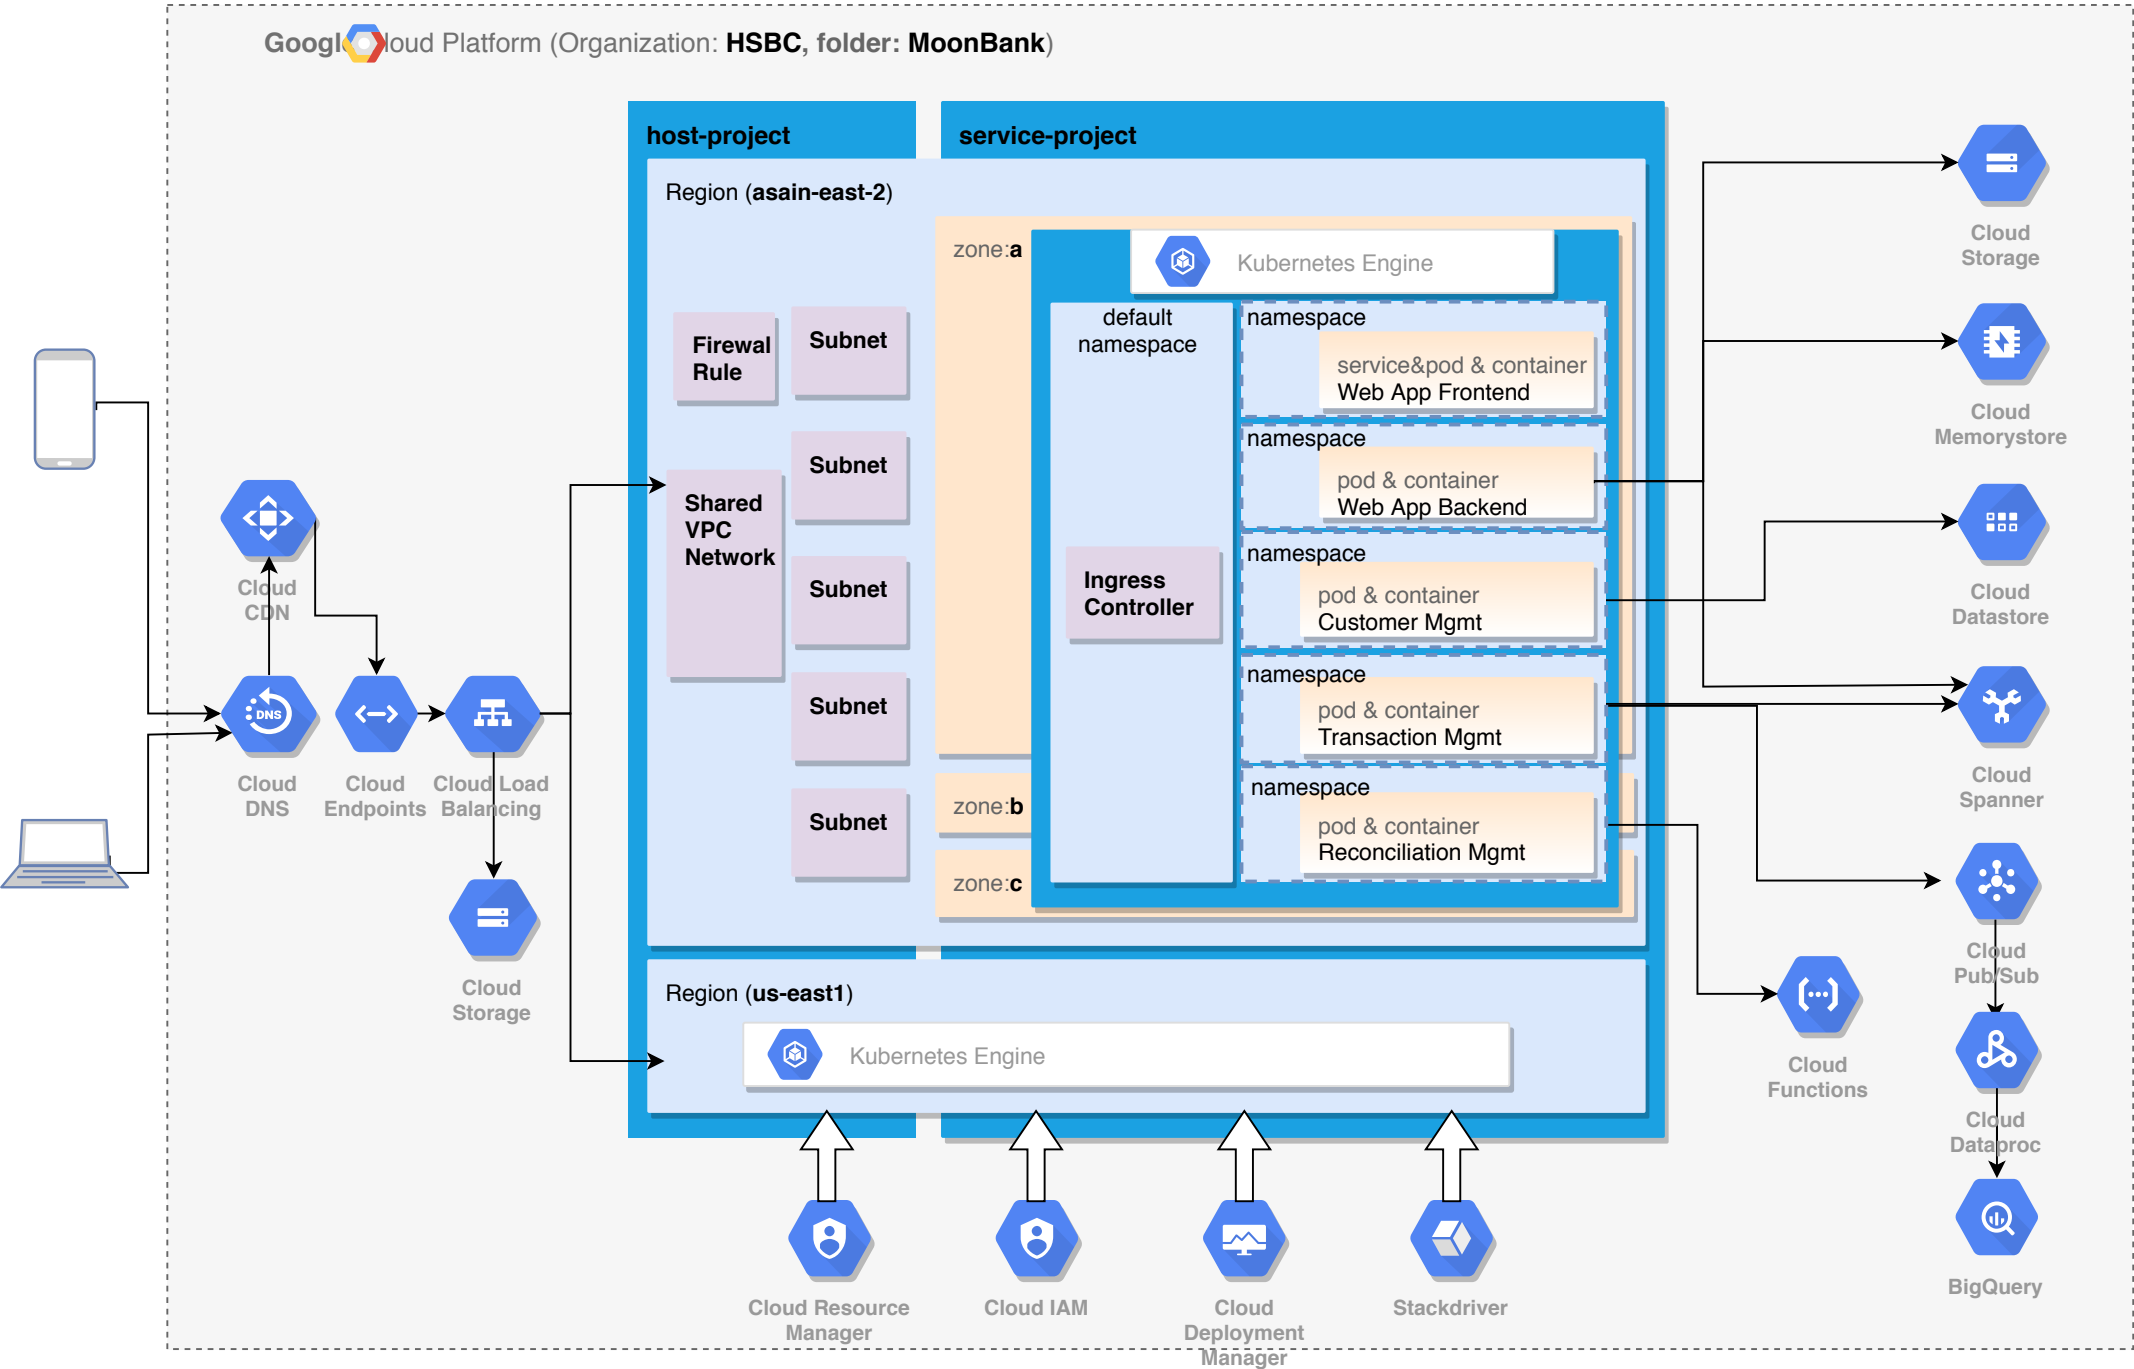 Googl loud Platform (Organization: HSBC, folder: MoonBank)
host-project
service-project
Region (asain-east-2)
zone:a
Kubernetes Engine
Firewal
Rule
Subnet
Subnet
Subnet
Subnet
Subnet
Shared
VPC
Network
default
namespace
Ingress
Controller
namespace
service&pod & container
Web App Frontend
namespace
pod & container
Web App Backend
namespace
pod & container
Customer Mgmt
namespace
pod & container
Transaction Mgmt
namespace
pod & container
Reconciliation Mgmt
zone:b
zone:c
Region (us-east1)
Kubernetes Engine
Cloud
CDN
DNS
Cloud
DNS
Cloud
Endpoints
Cloud Load
Balancing
Cloud
Storage
Cloud
Storage
Cloud
Memorystore
Cloud
Datastore
Cloud
Spanner
Cloud
Pub/Sub
Cloud
Functions
Cloud
Dataproc
BigQuery
Cloud Resource
Manager
Cloud IAM
Cloud
Deployment
Manager
Stackdriver